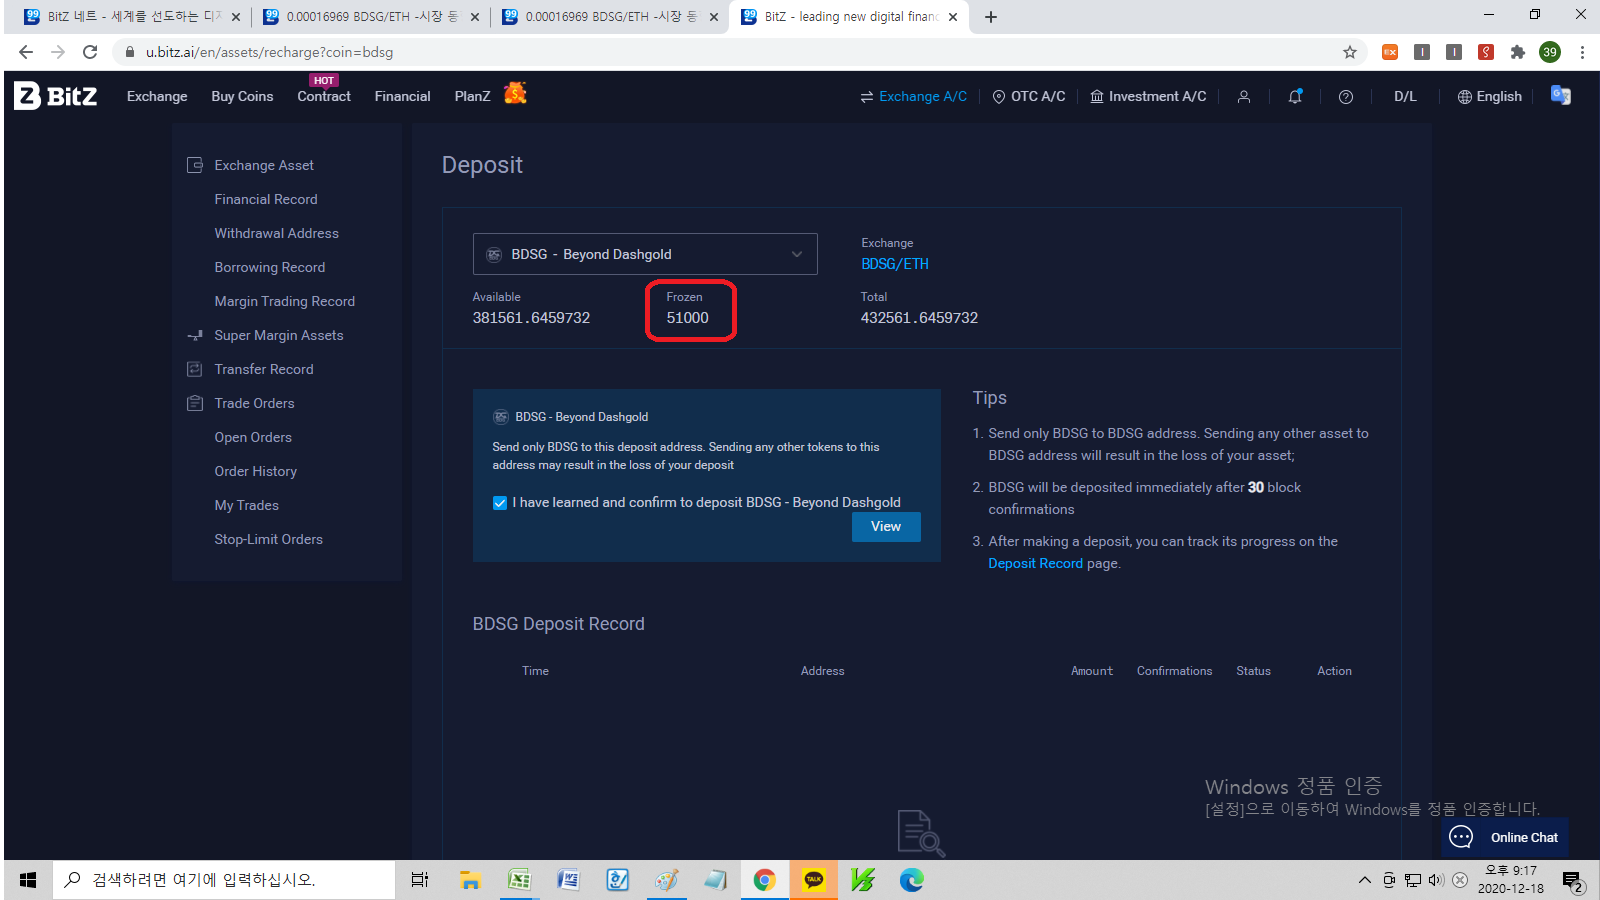 BitZ 네트 - 세계를 선도하는 디지
0.00016969 BDSG/ETH -시장 동
0.00016969 BDSG/ETH -시장 동
BitZ - leading new digital financ
u.bitz.ai/en/assets/recharge?coin=bdsg
39
BitZ
Exchange
Buy Coins
HOT
Contract
Financial
PlanZ
Exchange A/C
OTC A/C
Investment A/C
D/L
English
Exchange Asset
Financial Record
Withdrawal Address
Borrowing Record
Margin Trading Record
Super Margin Assets
Transfer Record
Trade Orders
Open Orders
Order History
My Trades
Stop-Limit Orders
Deposit
BDSG - Beyond Dashgold
Exchange
BDSG/ETH
Available
381561.6459732
Frozen
51000
Total
432561.6459732
BDSG - Beyond Dashgold
Send only BDSG to this deposit address. Sending any other tokens to this
address may result in the loss of your deposit
I have learned and confirm to deposit BDSG - Beyond Dashgold
View
Tips
1. Send only BDSG to BDSG address. Sending any other asset to
BDSG address will result in the loss of your asset;
2. BDSG will be deposited immediately after 30 block
confirmations
3. After making a deposit, you can track its progress on the
Deposit Record page.
BDSG Deposit Record
Time Address Amount Confirmations Status Action
Windows 정품 인증
[설정]으로 이동하여 Windows를 정품 인증합니다.
Online Chat
검색하려면 여기에 입력하십시오.
TALK
오후 9:17
2020-12-18
2